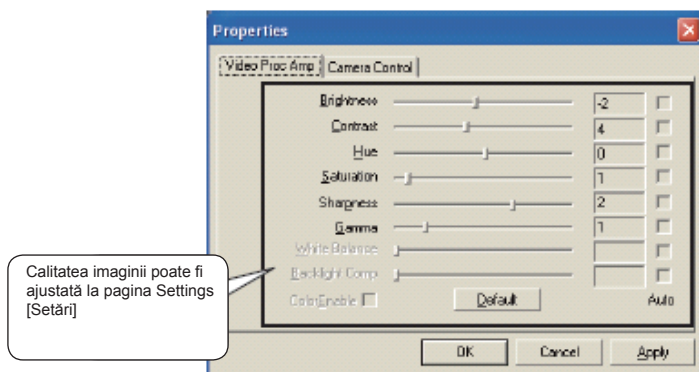 Properties
Video Proc Amp
Camera Control
Brightness
-2
Contrast
4
Hue
0
Saturation
1
Sharpness
2
Gamma
1
White Balance
Backlight Comp
ColorEnable
Default
Auto
OK
Cancel
Apply
Calitatea imaginii poate fi
ajustată la pagina Settings
[Setări]